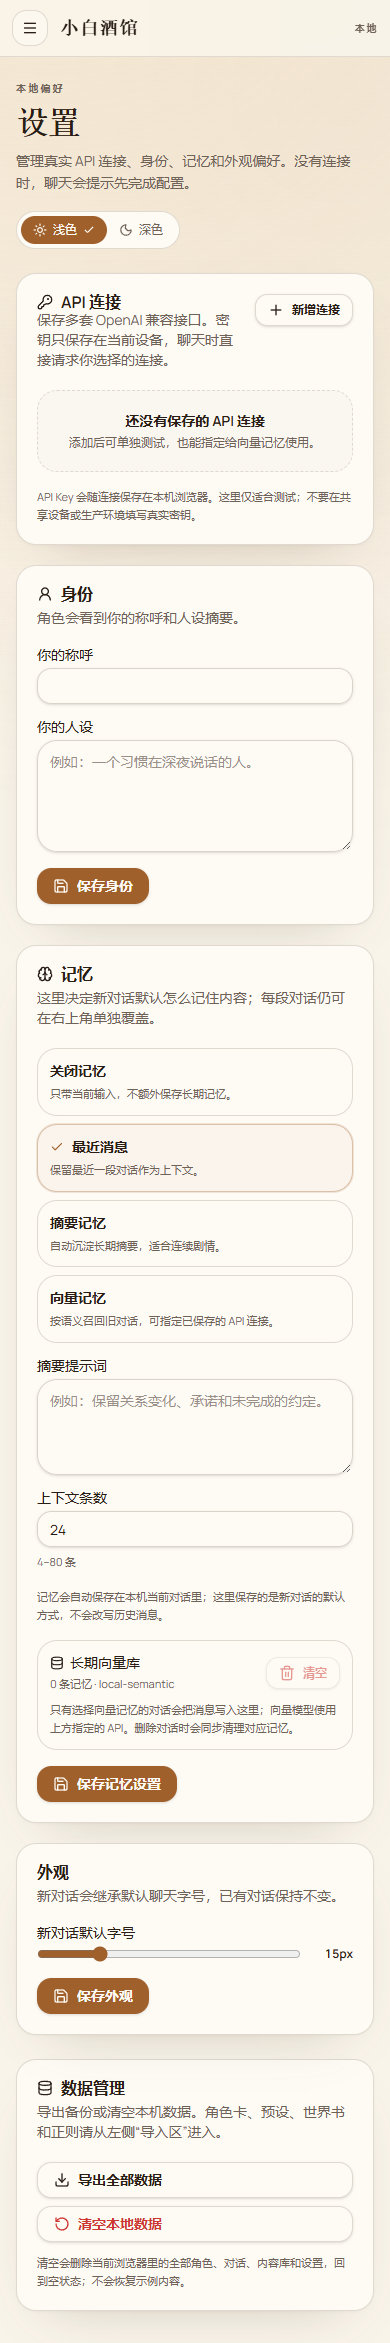 小白酒馆
本地
本地偏好
设置
管理真实 API 连接、身份、记忆和外观偏好。没有连接
时，聊天会提示先完成配置。
浅色
深色
API 连接
保存多套 OpenAI 兼容接口。密
钥只保存在当前设备，聊天时直
接请求你选择的连接。
新增连接
还没有保存的 API 连接
添加后可单独测试，也能指定给向量记忆使用。
API Key 会随连接保存在本机浏览器。这里仅适合测试；不要在共
享设备或生产环境填写真实密钥。
身份
角色会看到你的称呼和人设摘要。
你的称呼
你的人设
例如：一个习惯在深夜说话的人。
保存身份
记忆
这里决定新对话默认怎么记住内容；每段对话仍可
在右上角单独覆盖。
关闭记忆
只带当前输入，不额外保存长期记忆。
最近消息
保留最近一段对话作为上下文。
摘要记忆
自动沉淀长期摘要，适合连续剧情。
向量记忆
按语义召回旧对话，可指定已保存的 API 连接。
摘要提示词
例如：保留关系变化、承诺和未完成的约定。
上下文条数
24
4–80 条
记忆会自动保存在本机当前对话里；这里保存的是新对话的默认
方式，不会改写历史消息。
长期向量库
0 条记忆 · local-semantic
清空
只有选择向量记忆的对话会把消息写入这里；向量模型使用
上方指定的 API。删除对话时会同步清理对应记忆。
保存记忆设置
外观
新对话会继承默认聊天字号，已有对话保持不变。
新对话默认字号
15px
保存外观
数据管理
导出备份或清空本机数据。角色卡、预设、世界书
和正则请从左侧“导入区”进入。
导出全部数据
清空本地数据
清空会删除当前浏览器里的全部角色、对话、内容库和设置，回
到空状态；不会恢复示例内容。